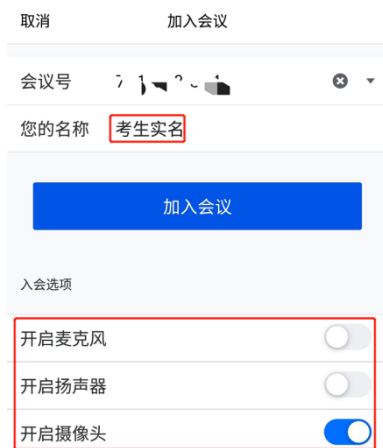 取消 加入会议
会议号
您的名称 考生实名
加入会议
入会选项
开启麦克风
开启扬声器
开启摄像头